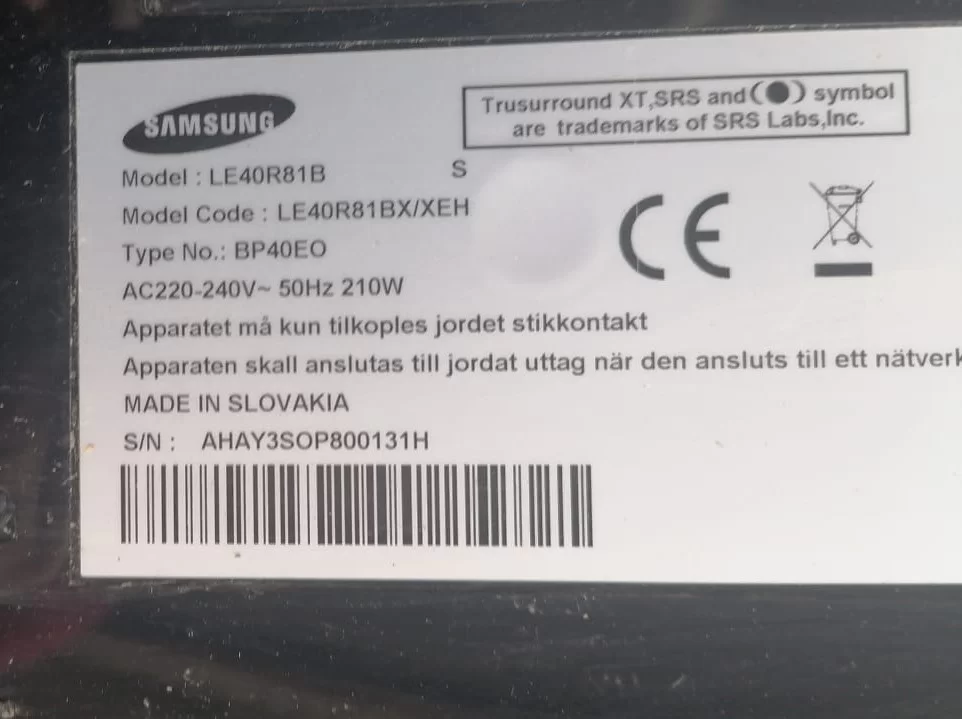 SAMSUNG
Trusurround XT,SRS and symbol
are trademarks of SRS Labs,Inc.
Model : LE40R81B S
Model Code : LE40R81BX/XEH
Type No.: BP40EO
AC220-240V~ 50Hz 210W
CE
Apparatet må kun tilkoples jordet stikkontakt
Apparaten skall anslutas till jordat uttag när den ansluts till ett nätverk
MADE IN SLOVAKIA
S/N : AHAY3SOP800131H